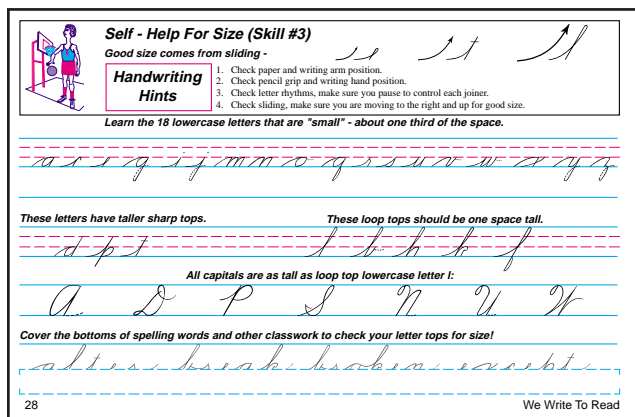 Self - Help For Size (Skill #3)
Good size comes from sliding -
Handwriting
Hints
1. Check paper and writing arm position.
2. Check pencil grip and writing hand position.
3. Check letter rhythms, make sure you pause to control each joiner.
4. Check sliding, make sure you are moving to the right and up for good size.
Learn the 18 lowercase letters that are "small" - about one third of the space.
a c e g i j m n o q r s u v w x y z
These letters have taller sharp tops.
These loop tops should be one space tall.
d p t
l b h k f
All capitals are as tall as loop top lowercase letter l:
A D P S N U W
Cover the bottoms of spelling words and other classwork to check your letter tops for size!
break broken except
28
We Write To Read